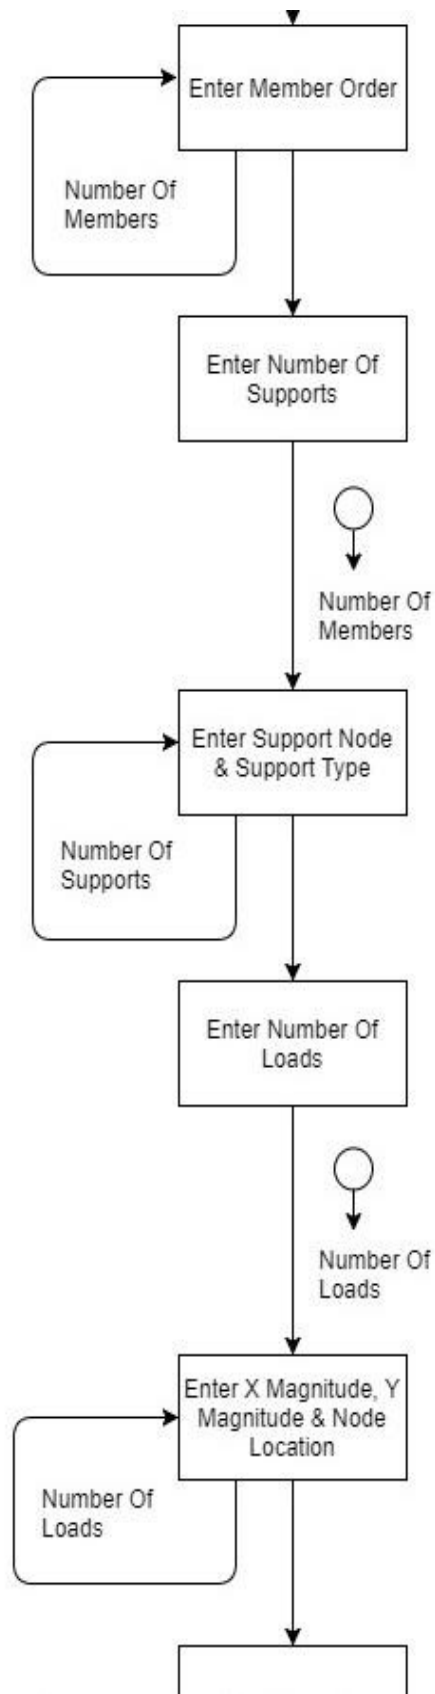 Enter Member Order
Number Of
Members
Enter Number Of
Supports
Number Of
Members
Enter Support Node
& Support Type
Number Of
Supports
Enter Number Of
Loads
Number Of
Loads
Enter X Magnitude, Y
Magnitude & Node
Location
Number Of
Loads